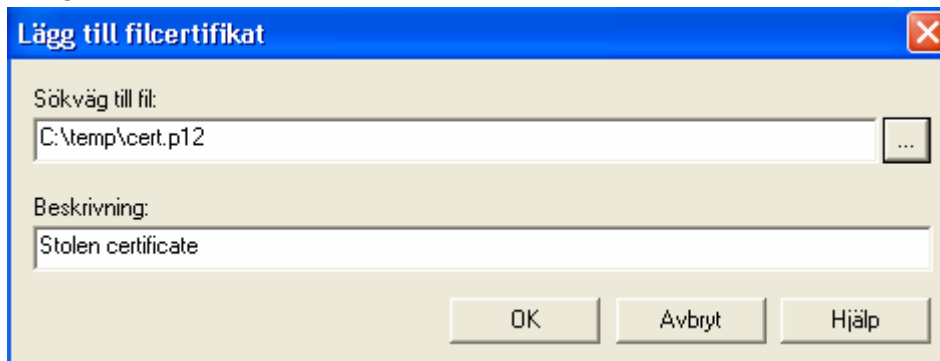 Lägg till filcertifikat
Sökväg till fil:
C:\temp\cert.p12
...
Beskrivning:
Stolen certificate
OK Avbryt Hjälp